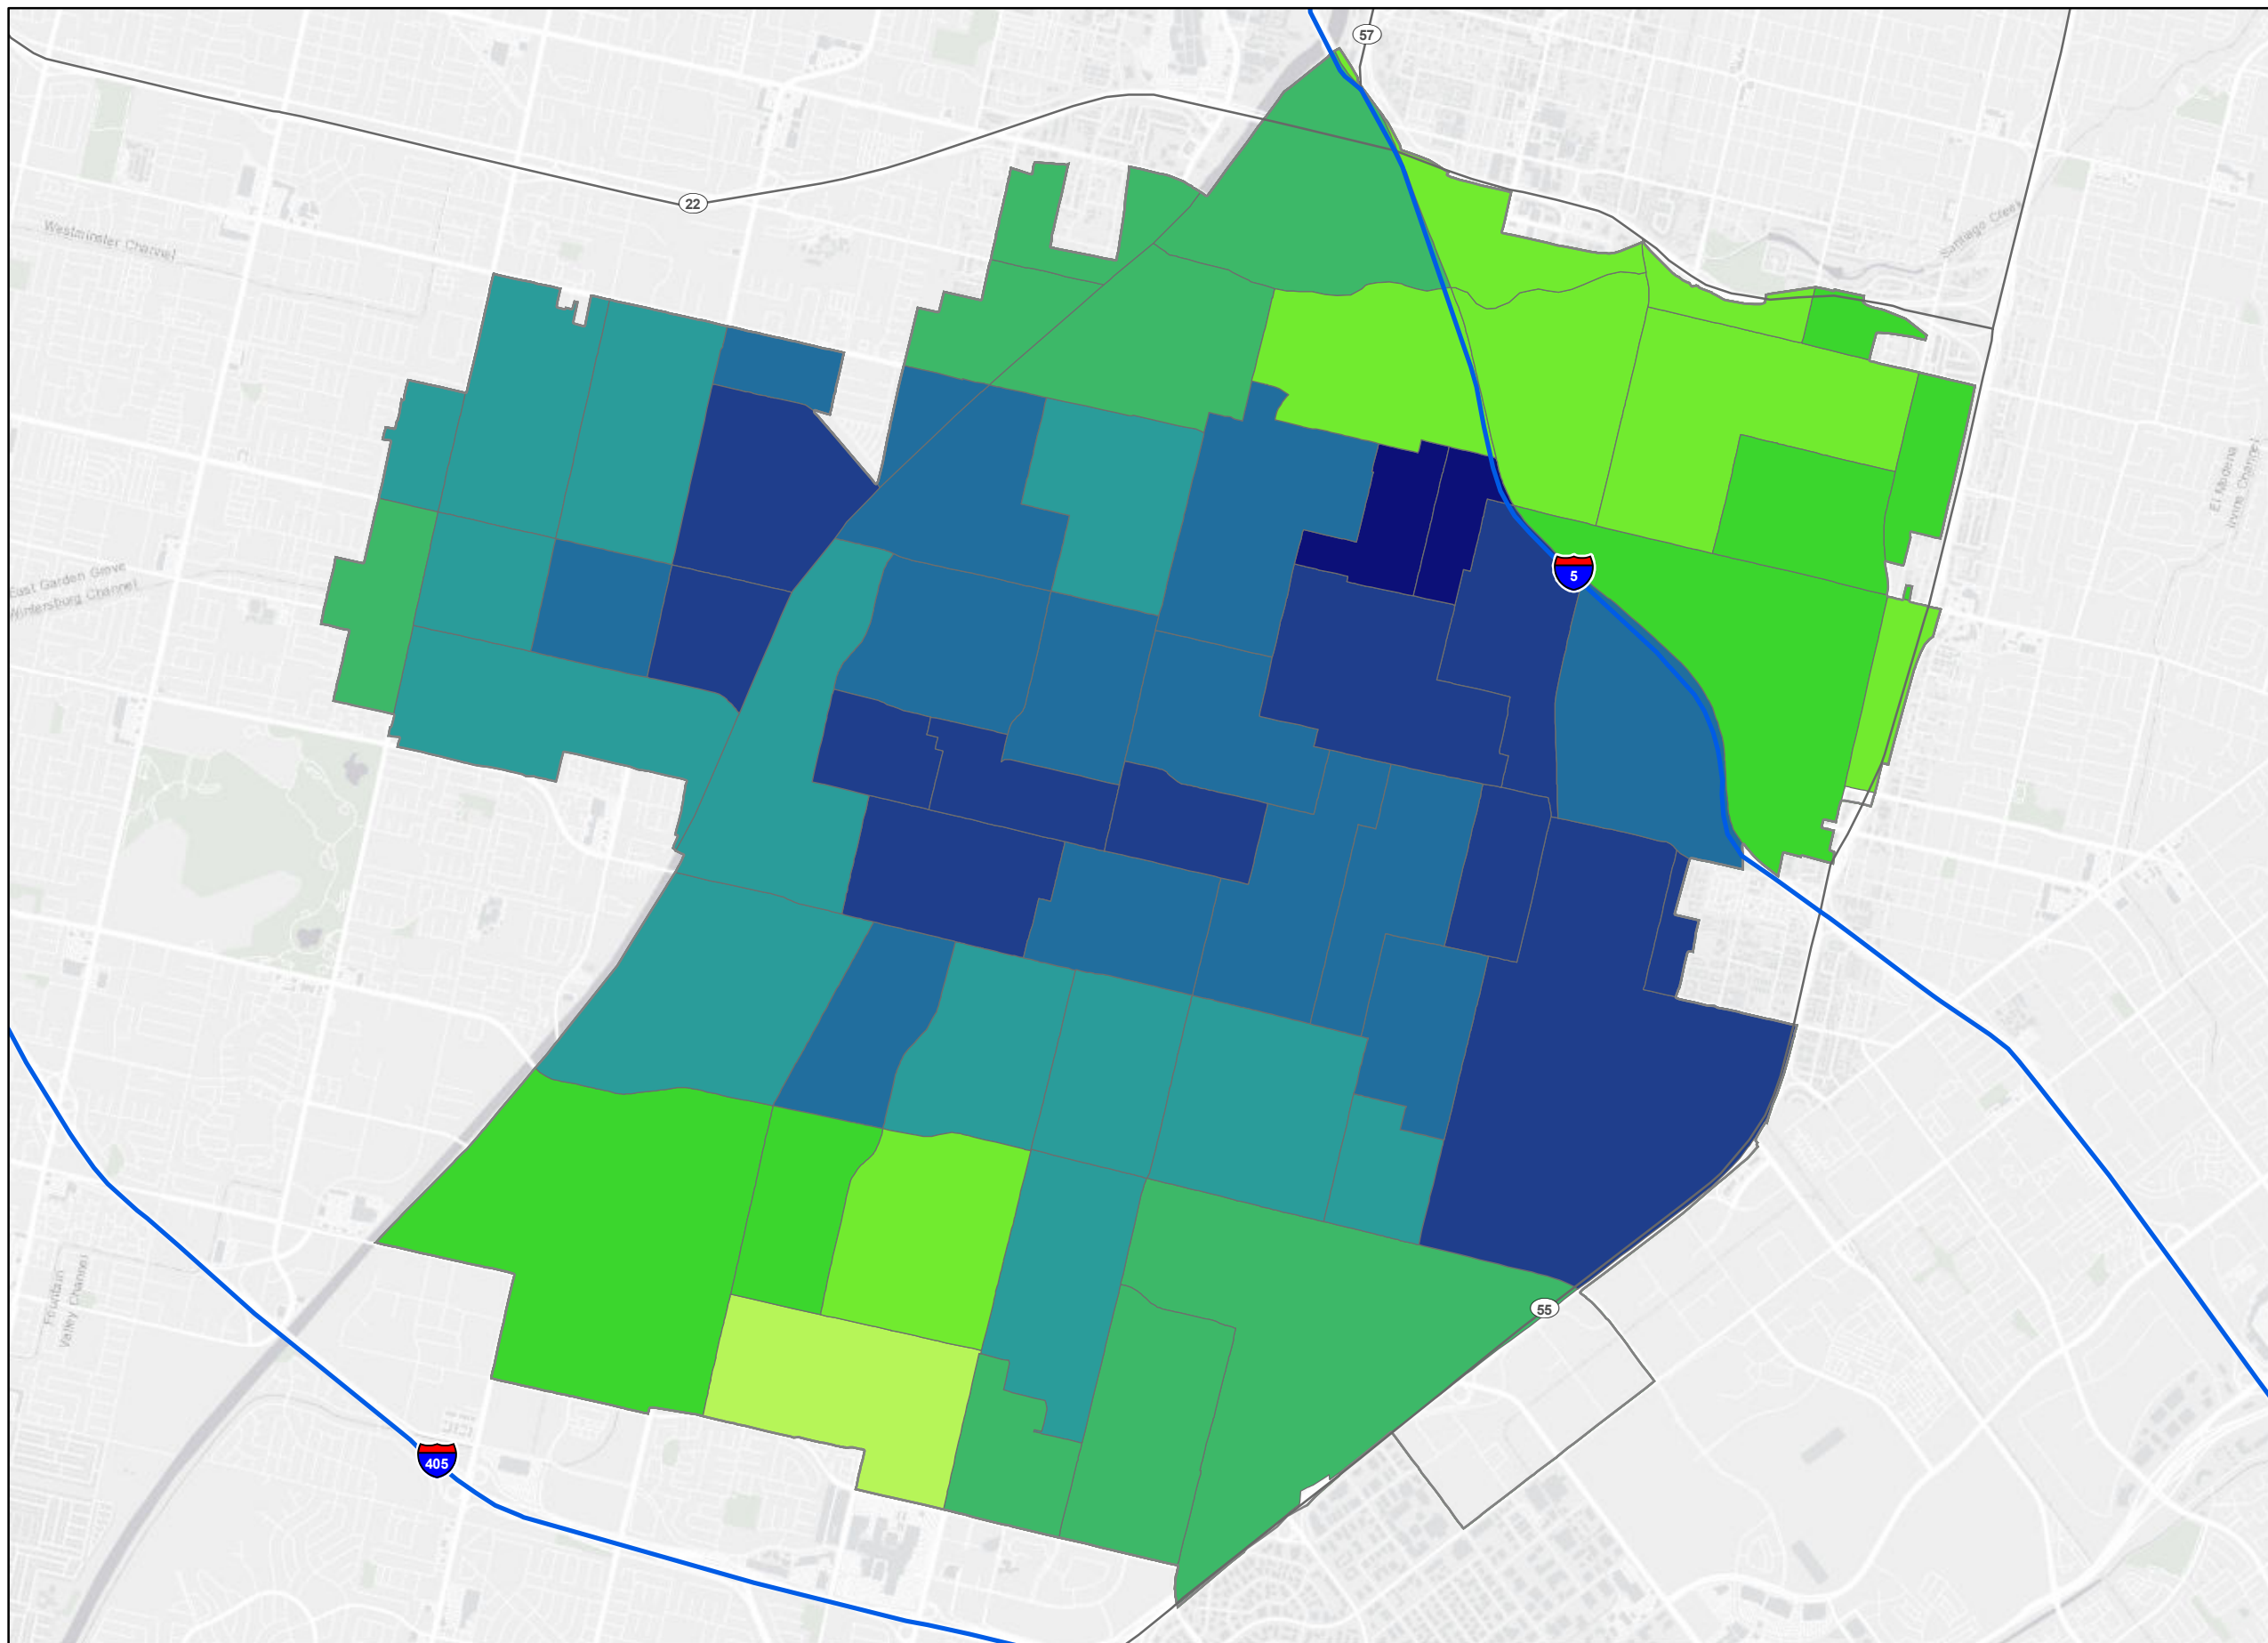 57
22
Westminster Channel
Santiago Creek
El Modena
Irvine Channel
5
East Garden Grove
Wintersburg Channel
Fountain
Valley Channel
55
405